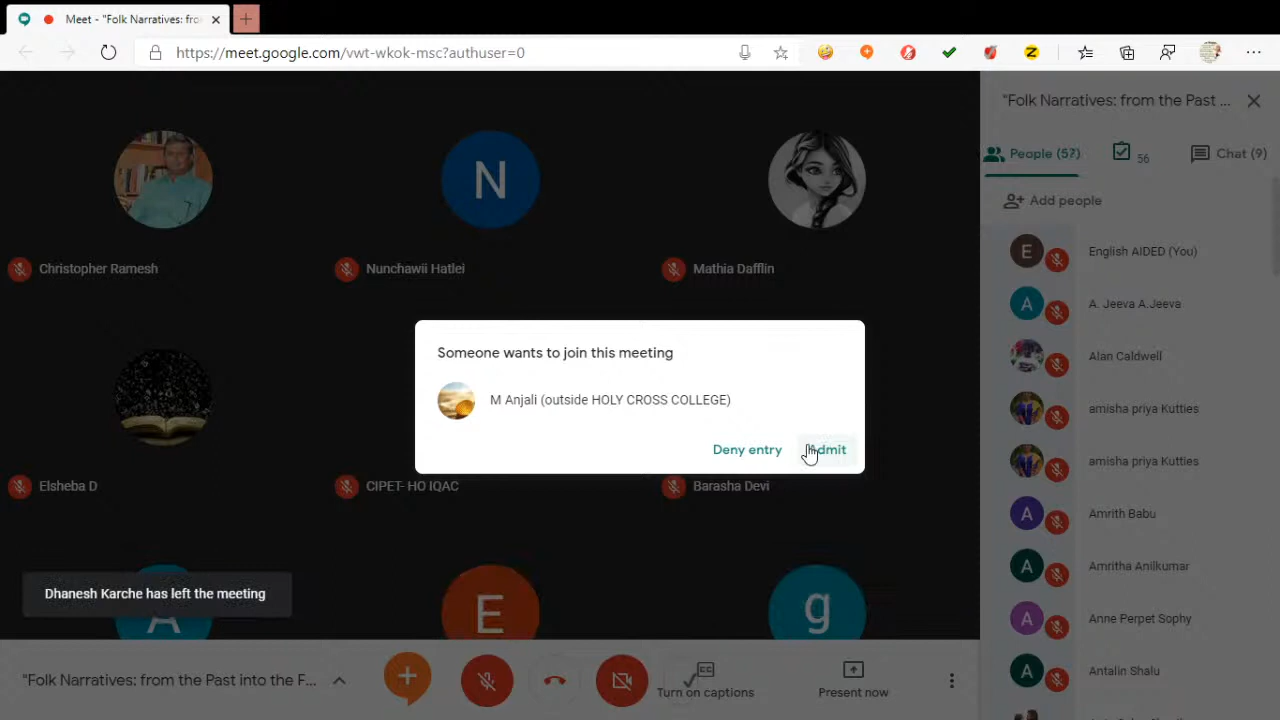 Meet - "Folk Narratives: fro
https://meet.google.com/vwt-wkok-msc?authuser=0
"Folk Narratives: from the Past ...
People (57)
56
Chat (9)
Add people
N
Christopher Ramesh
Nunchawii Hatlei
Mathia Dafflin
E
English AIDED (You)
A
A. Jeeva A.Jeeva
Alan Caldwell
amisha priya Kutties
amisha priya Kutties
A
Amrith Babu
A
Amritha Anilkumar
A
Anne Perpet Sophy
A
Antalin Shalu
Someone wants to join this meeting
M Anjali (outside HOLY CROSS COLLEGE)
Deny entry
Admit
Elsheba D
CIPET- HO IQAC
Barasha Devi
Dhanesh Karche has left the meeting
A
E
g
"Folk Narratives: from the Past into the F...
CC
Turn on captions
Present now